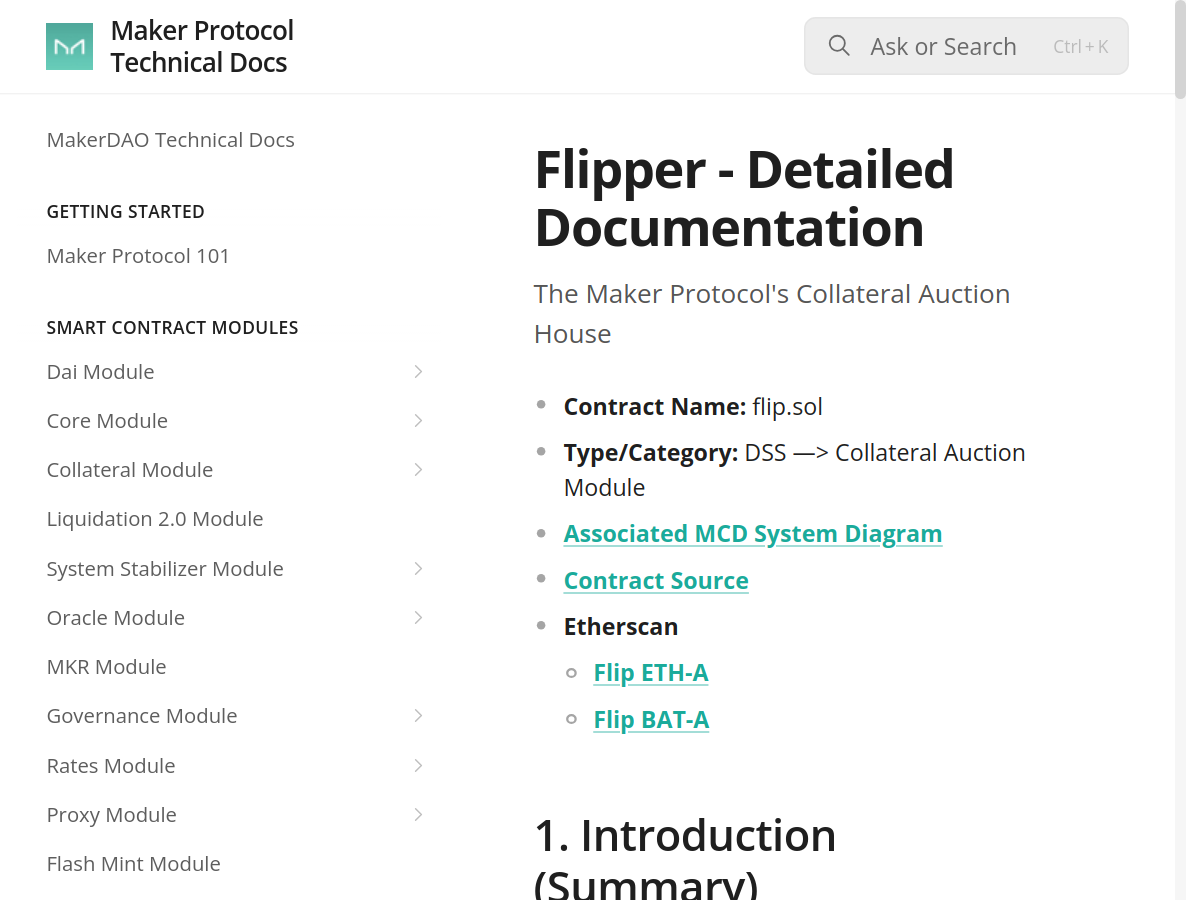 Maker Protocol
Technical Docs
Ask or Search
Ctrl + K
MakerDAO Technical Docs
GETTING STARTED
Maker Protocol 101
SMART CONTRACT MODULES
Dai Module
Core Module
Collateral Module
Liquidation 2.0 Module
System Stabilizer Module
Oracle Module
MKR Module
Governance Module
Rates Module
Proxy Module
Flash Mint Module
Flipper - Detailed
Documentation
The Maker Protocol's Collateral Auction
House
Contract Name: flip.sol
Type/Category: DSS —> Collateral Auction
Module
Associated MCD System Diagram
Contract Source
Etherscan
Flip ETH-A
Flip BAT-A
1. Introduction
(Summary)